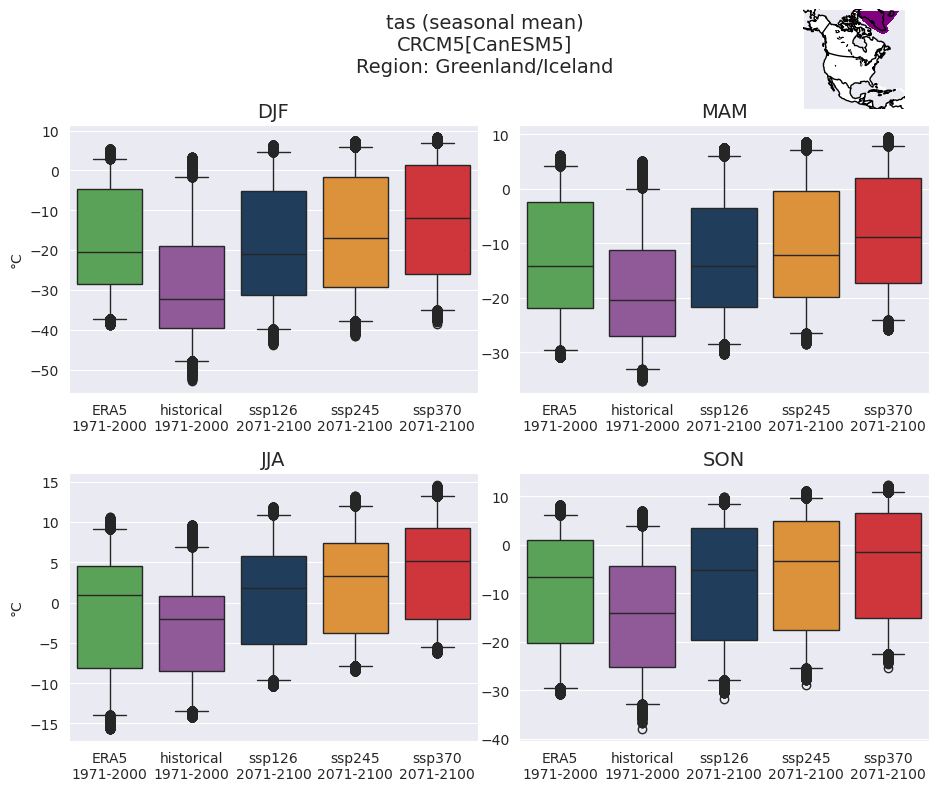 tas (seasonal mean)
CRCM5[CanESM5]
Region: Greenland/Iceland
DJF
MAM
10
0
−10
−20
−30
−40
−50
°C
10
0
−10
−20
−30
ERA5 historical ssp126 ssp245 ssp370
1971-2000 1971-2000 2071-2100 2071-2100 2071-2100
ERA5 historical ssp126 ssp245 ssp370
1971-2000 1971-2000 2071-2100 2071-2100 2071-2100
JJA
SON
15
10
5
0
−5
−10
−15
°C
10
0
−10
−20
−30
−40
ERA5 historical ssp126 ssp245 ssp370
1971-2000 1971-2000 2071-2100 2071-2100 2071-2100
ERA5 historical ssp126 ssp245 ssp370
1971-2000 1971-2000 2071-2100 2071-2100 2071-2100